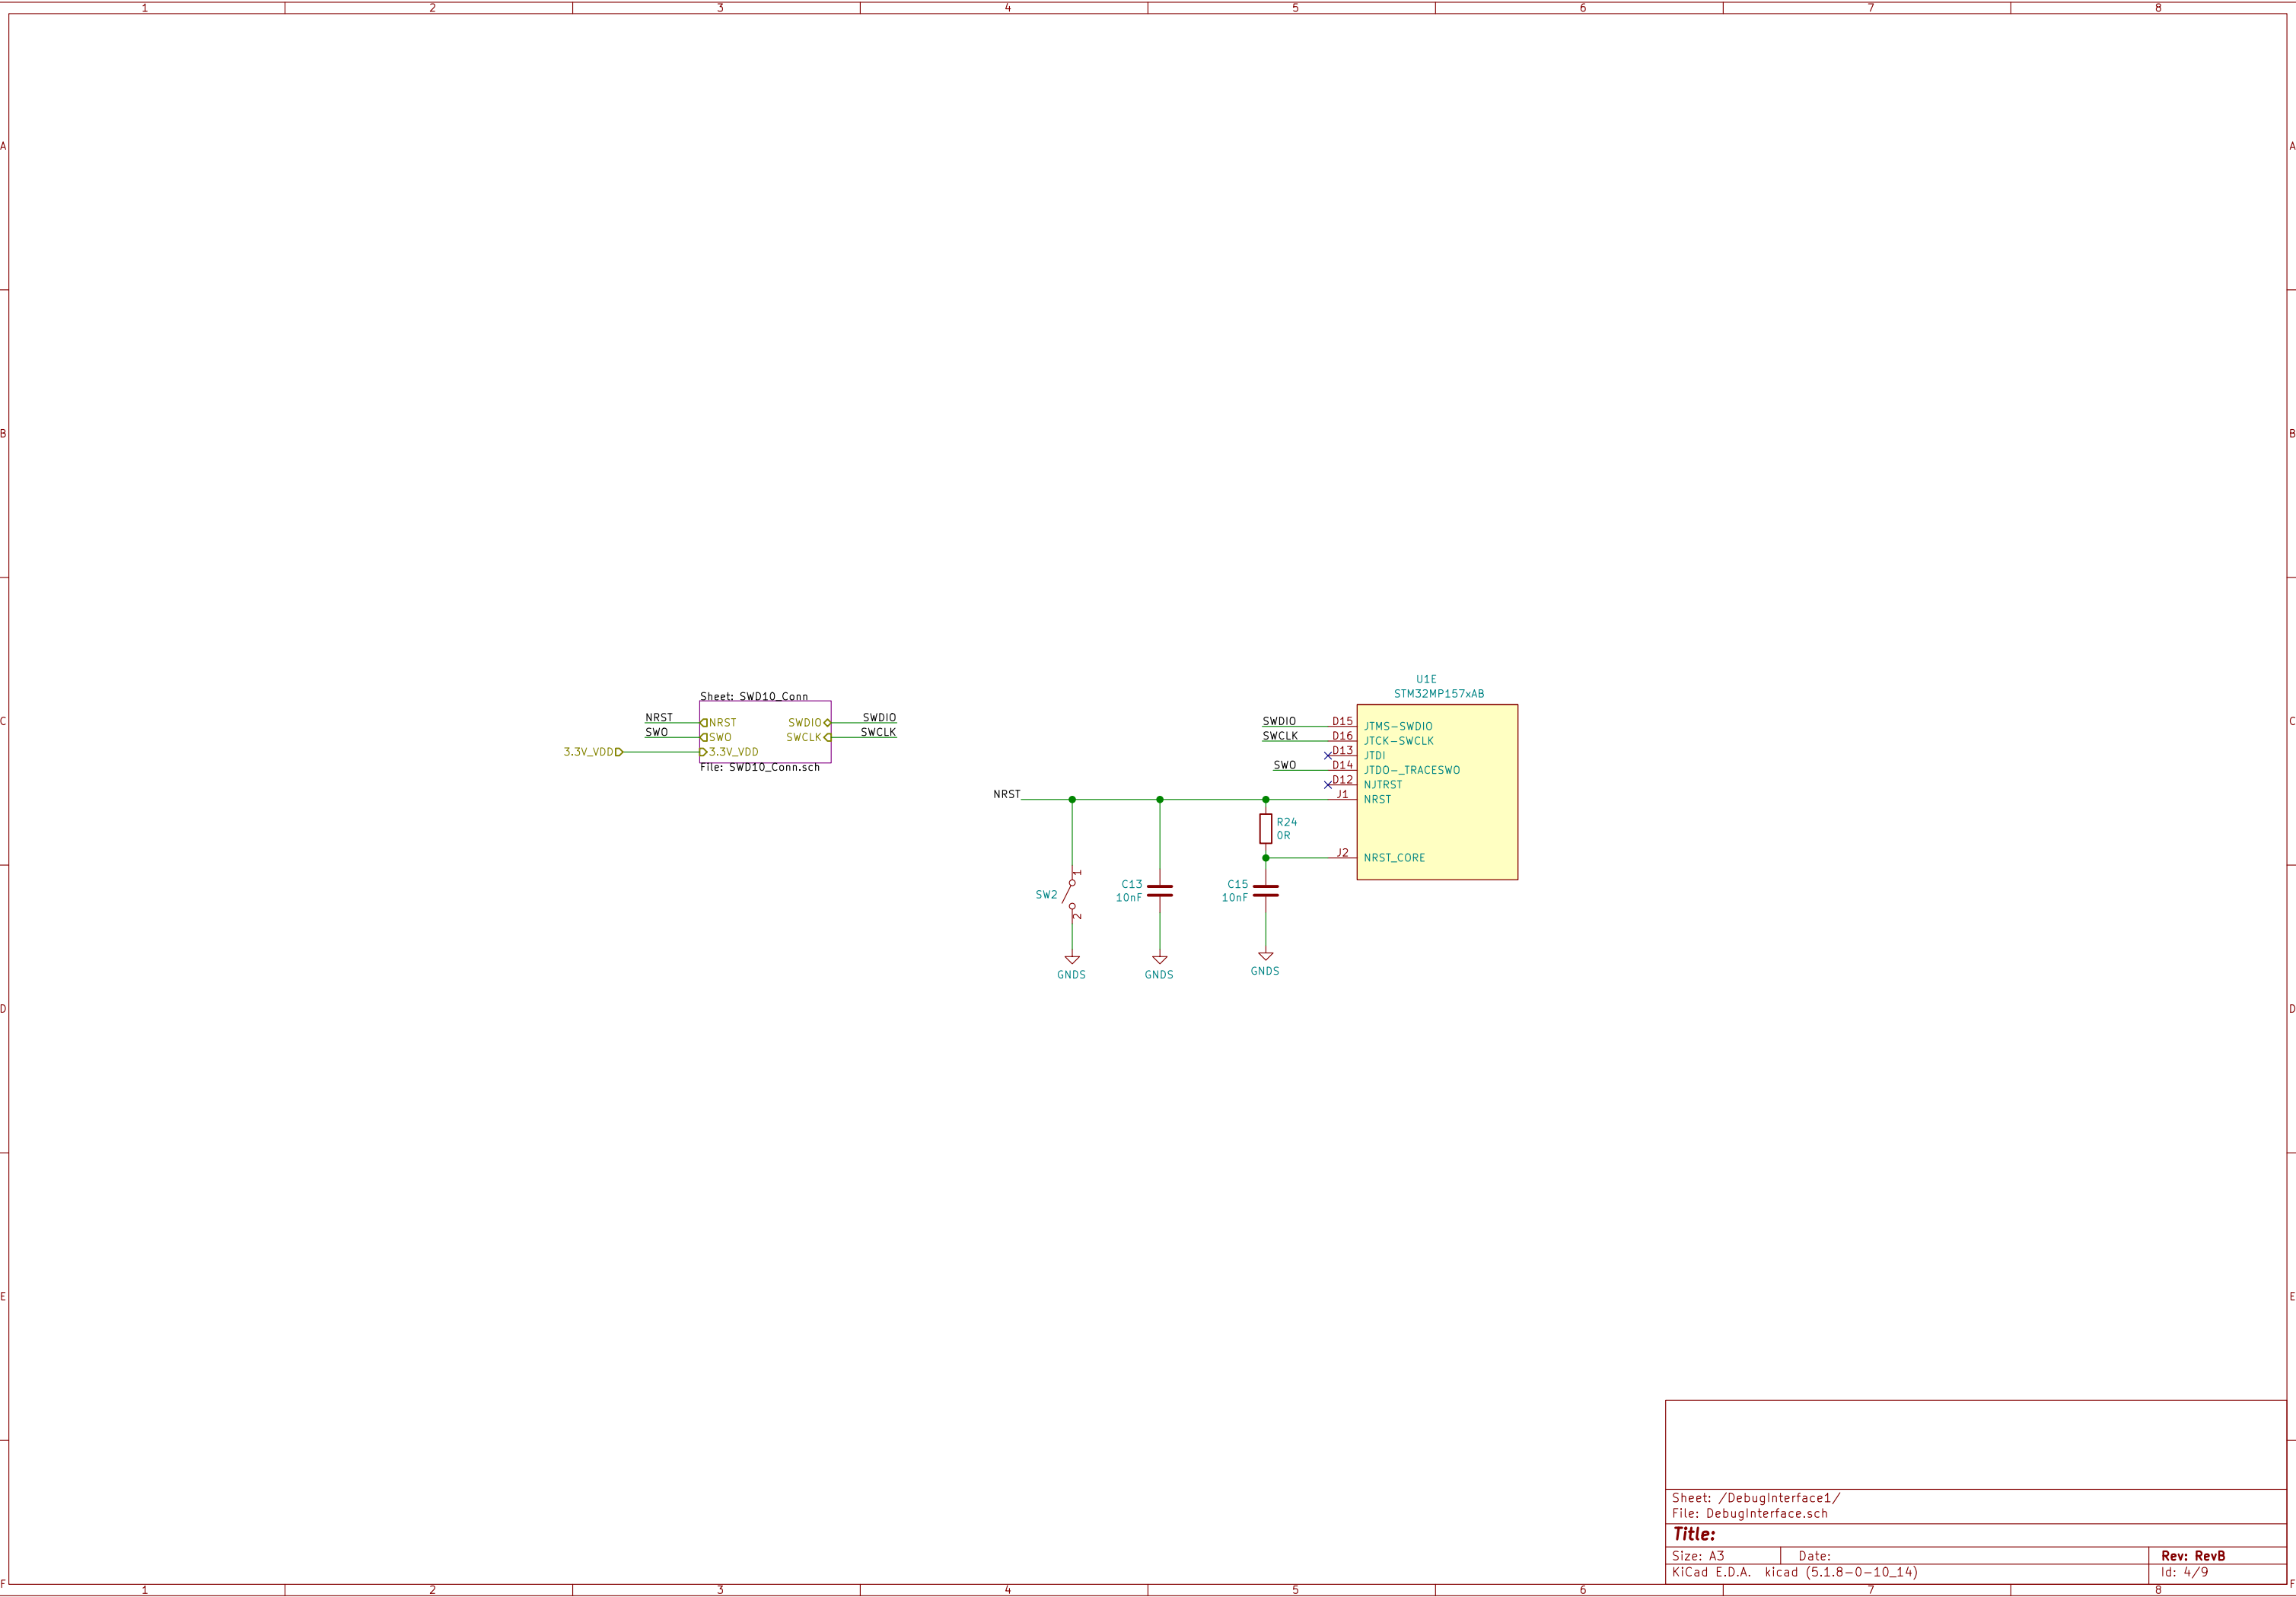 1 2 3 4 5 6 7 8
A A
B B
C C
D D
E E
F F
Sheet: SWD10_Conn
NRST
SWO
3.3V_VDD
NRST
SWO
3.3V_VDD
SWDIO
SWCLK
SWDIO
SWCLK
File: SWD10_Conn.sch
U1E
STM32MP157xAB
SWDIO D15 JTMS-SWDIO
SWCLK D16 JTCK-SWCLK
D13 JTDI
SWO D14 JTDO-_TRACESWO
D12 NJTRST
NRST J1 NRST
R24
0R
J2 NRST_CORE
SW2
1
2
C13
10nF
C15
10nF
GNDS
GNDS
GNDS
Sheet: /DebugInterface1/
File: DebugInterface.sch
Title:
Size: A3 Date: Rev: RevB
KiCad E.D.A. kicad (5.1.8-0-10_14) Id: 4/9
1 2 3 4 5 6 7 8